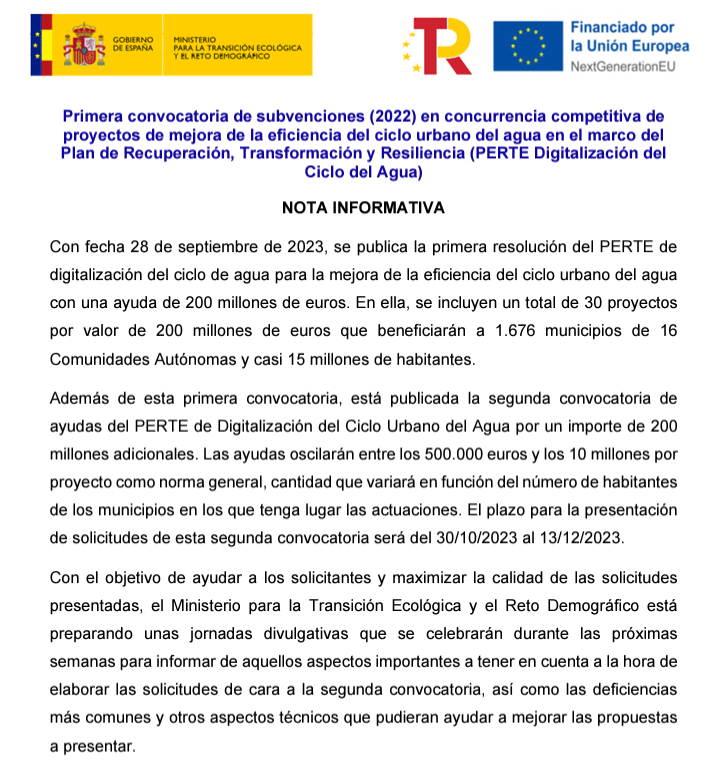 GOBIERNO
DE ESPAÑA
MINISTERIO
PARA LA TRANSICIÓN ECOLÓGICA
Y EL RETO DEMOGRÁFICO
TR
Financiado por
la Unión Europea
NextGenerationEU
Primera convocatoria de subvenciones (2022) en concurrencia competitiva de
proyectos de mejora de la eficiencia del ciclo urbano del agua en el marco del
Plan de Recuperación, Transformación y Resiliencia (PERTE Digitalización del
Ciclo del Agua)
NOTA INFORMATIVA
Con fecha 28 de septiembre de 2023, se publica la primera resolución del PERTE de
digitalización del ciclo de agua para la mejora de la eficiencia del ciclo urbano del agua
con una ayuda de 200 millones de euros. En ella, se incluyen un total de 30 proyectos
por valor de 200 millones de euros que beneficiarán a 1.676 municipios de 16
Comunidades Autónomas y casi 15 millones de habitantes.
Además de esta primera convocatoria, está publicada la segunda convocatoria de
ayudas del PERTE de Digitalización del Ciclo Urbano del Agua por un importe de 200
millones adicionales. Las ayudas oscilarán entre los 500.000 euros y los 10 millones por
proyecto como norma general, cantidad que variará en función del número de habitantes
de los municipios en los que tenga lugar las actuaciones. El plazo para la presentación
de solicitudes de esta segunda convocatoria será del 30/10/2023 al 13/12/2023.
Con el objetivo de ayudar a los solicitantes y maximizar la calidad de las solicitudes
presentadas, el Ministerio para la Transición Ecológica y el Reto Demográfico está
preparando unas jornadas divulgativas que se celebrarán durante las próximas
semanas para informar de aquellos aspectos importantes a tener en cuenta a la hora de
elaborar las solicitudes de cara a la segunda convocatoria, así como las deficiencias
más comunes y otros aspectos técnicos que pudieran ayudar a mejorar las propuestas
a presentar.